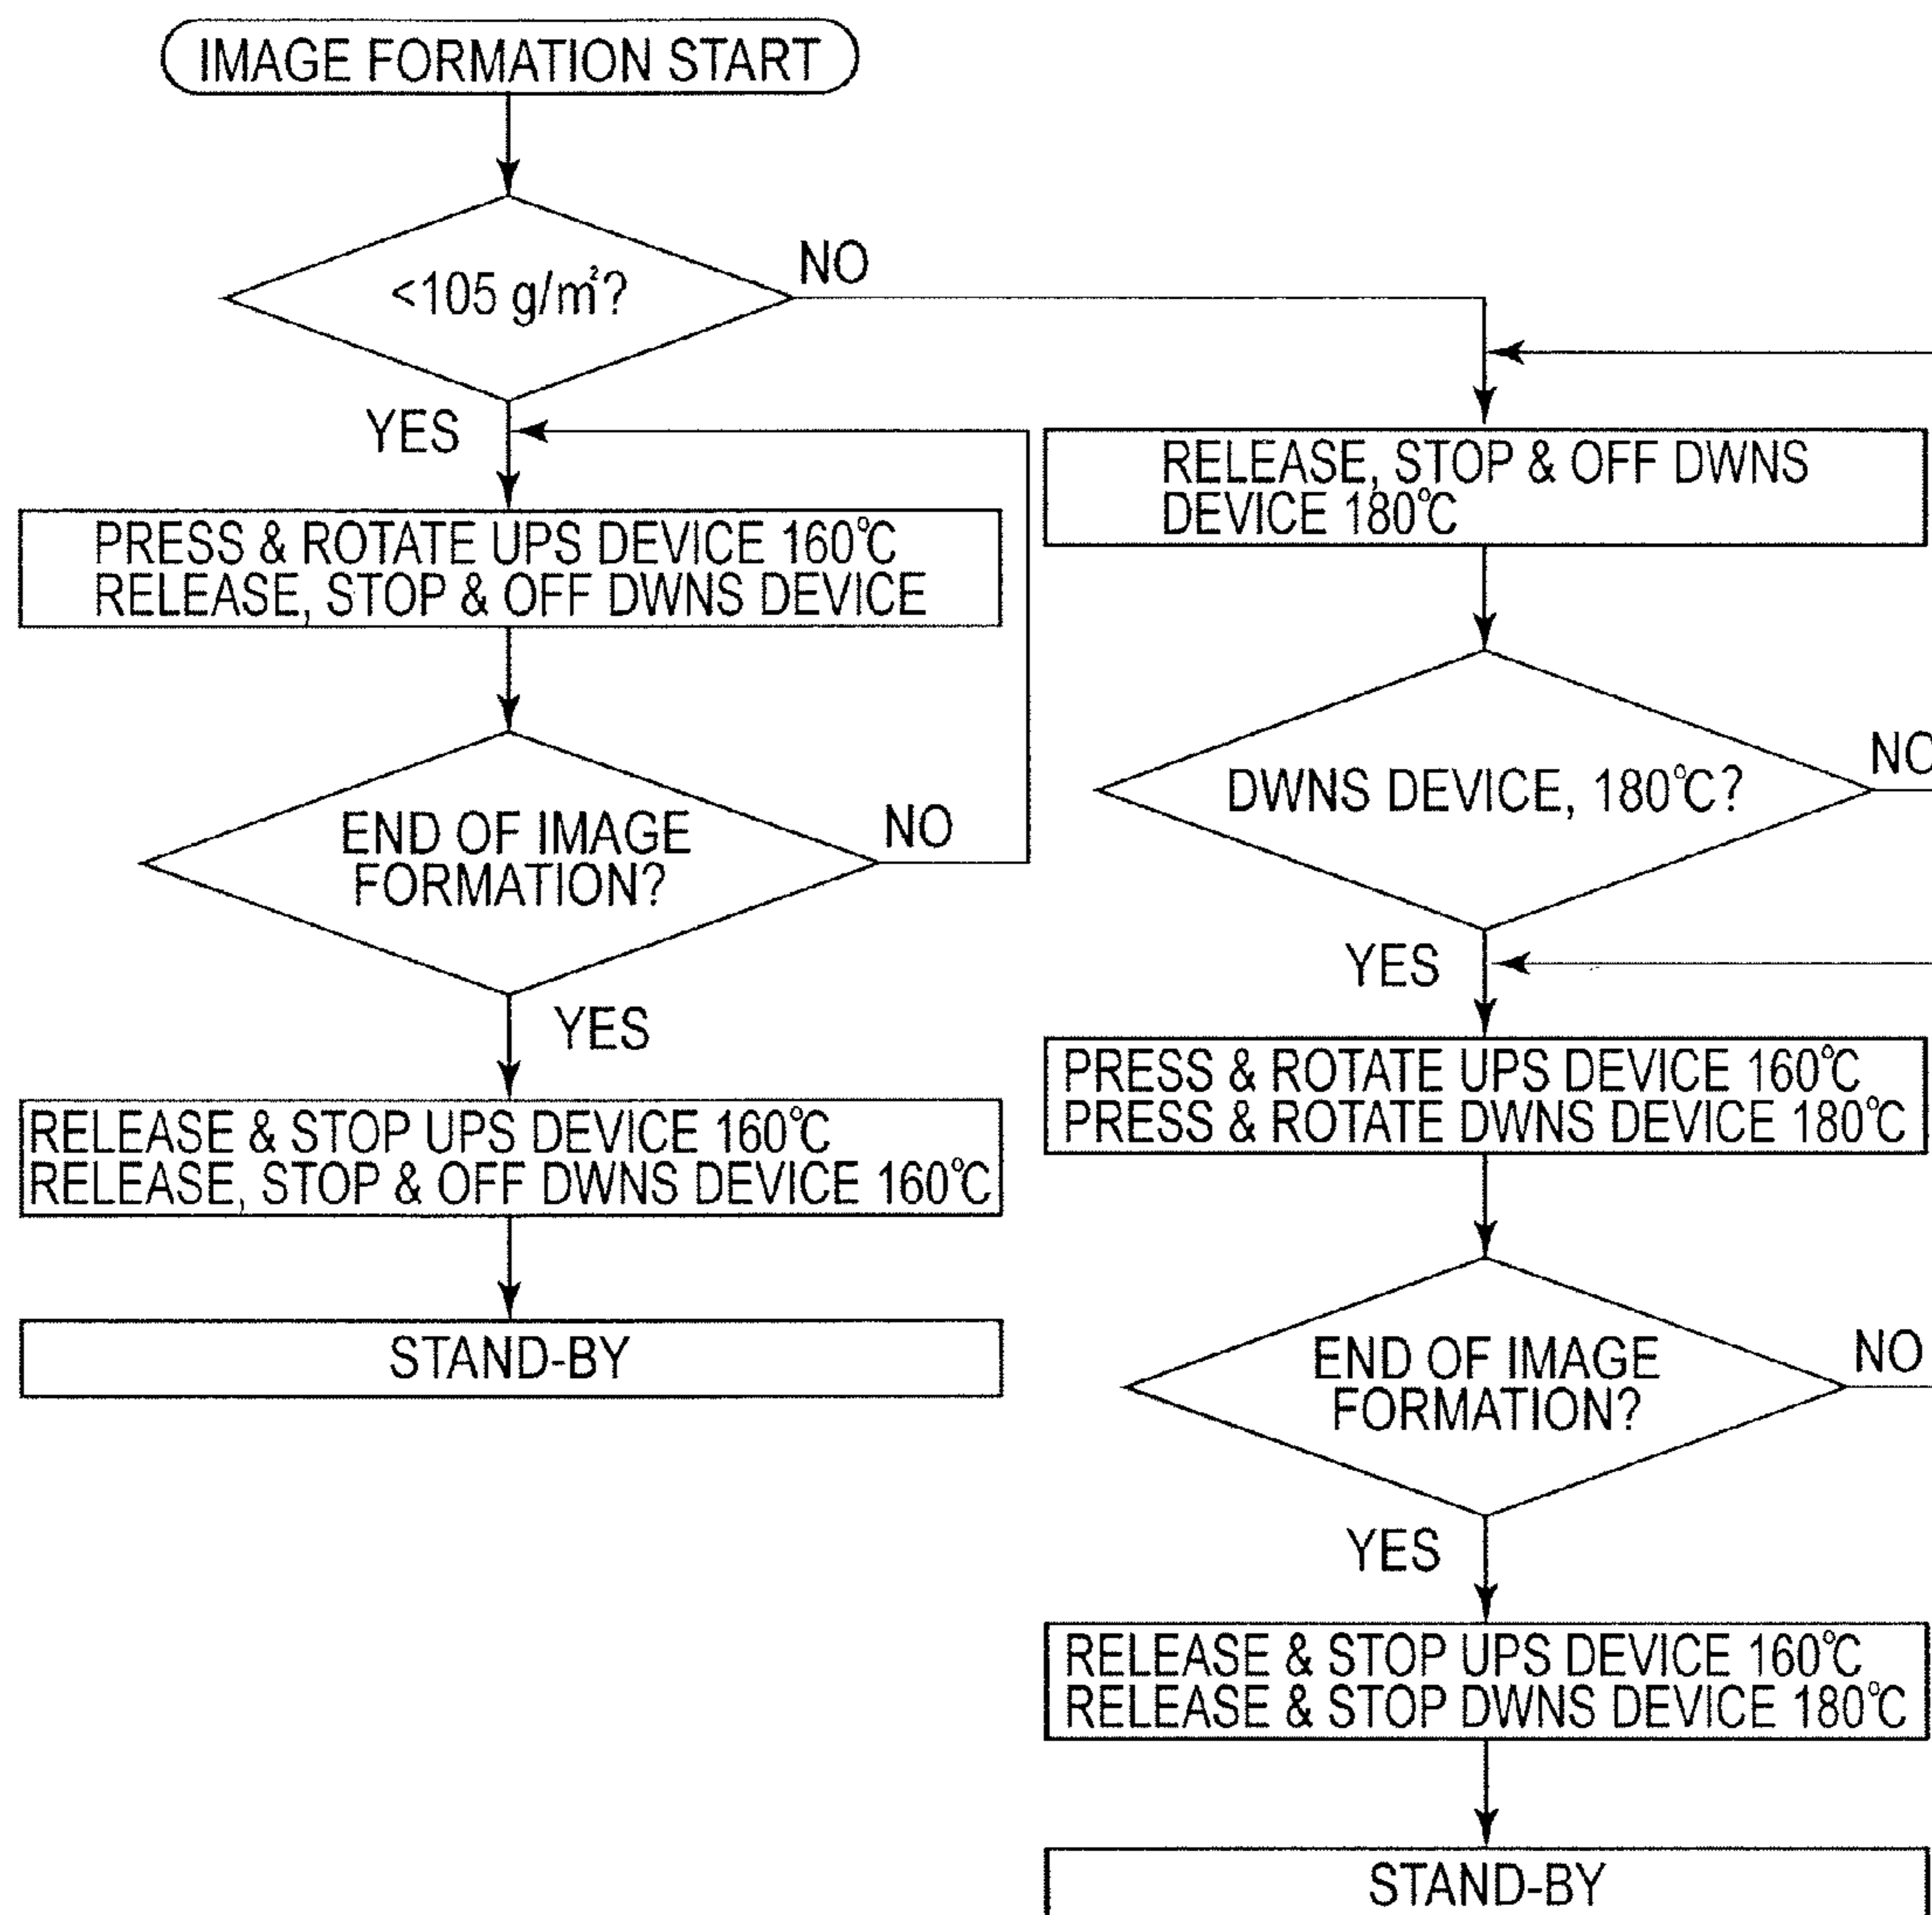 IMAGE FORMATION START
<105 g/m²?
NO
YES
PRESS & ROTATE UPS DEVICE 160℃
RELEASE, STOP & OFF DWNS DEVICE
END OF IMAGE
FORMATION?
NO
YES
RELEASE & STOP UPS DEVICE 160℃
RELEASE, STOP & OFF DWNS DEVICE 160℃
STAND-BY
RELEASE, STOP & OFF DWNS
DEVICE 180℃
DWNS DEVICE, 180℃?
NO
YES
PRESS & ROTATE UPS DEVICE 160℃
PRESS & ROTATE DWNS DEVICE 180℃
END OF IMAGE
FORMATION?
NO
YES
RELEASE & STOP UPS DEVICE 160℃
RELEASE & STOP DWNS DEVICE 180℃
STAND-BY